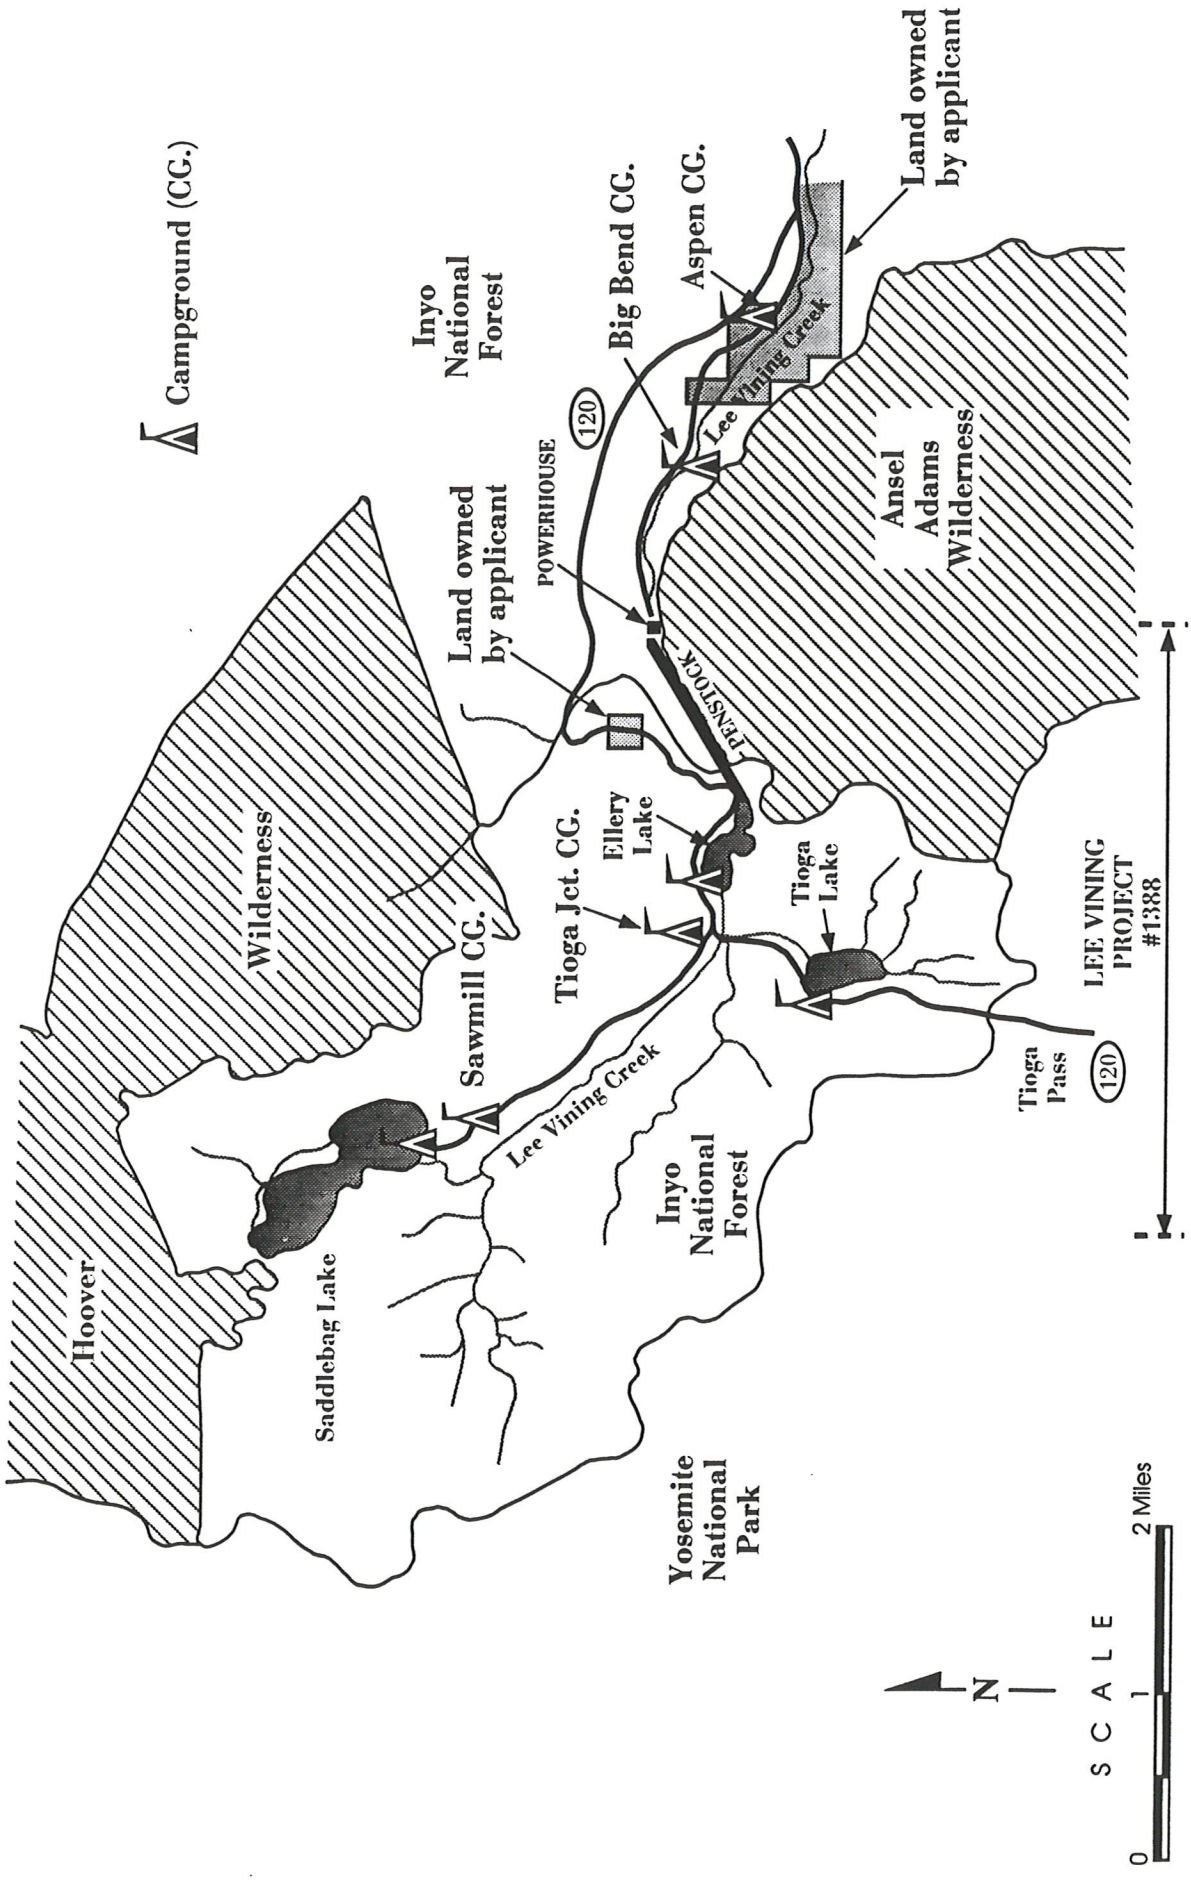 Campground (CG.)
Inyo
National
Forest
Land owned
by applicant
Big Bend CG.
Aspen CG.
120
POWERHOUSE
Land owned
by applicant
Lee Vining Creek
Ansel
Adams
Wilderness
PENSTOCK
Hoover
Wilderness
Sawmill CG.
Tioga Jct. CG.
Ellery
Lake
Tioga
Lake
Saddlebag Lake
Lee Vining Creek
Inyo
National
Forest
Tioga
Pass
120
LEE VINING
PROJECT
#1388
Yosemite
National
Park
N
SCALE
0 1 2 Miles